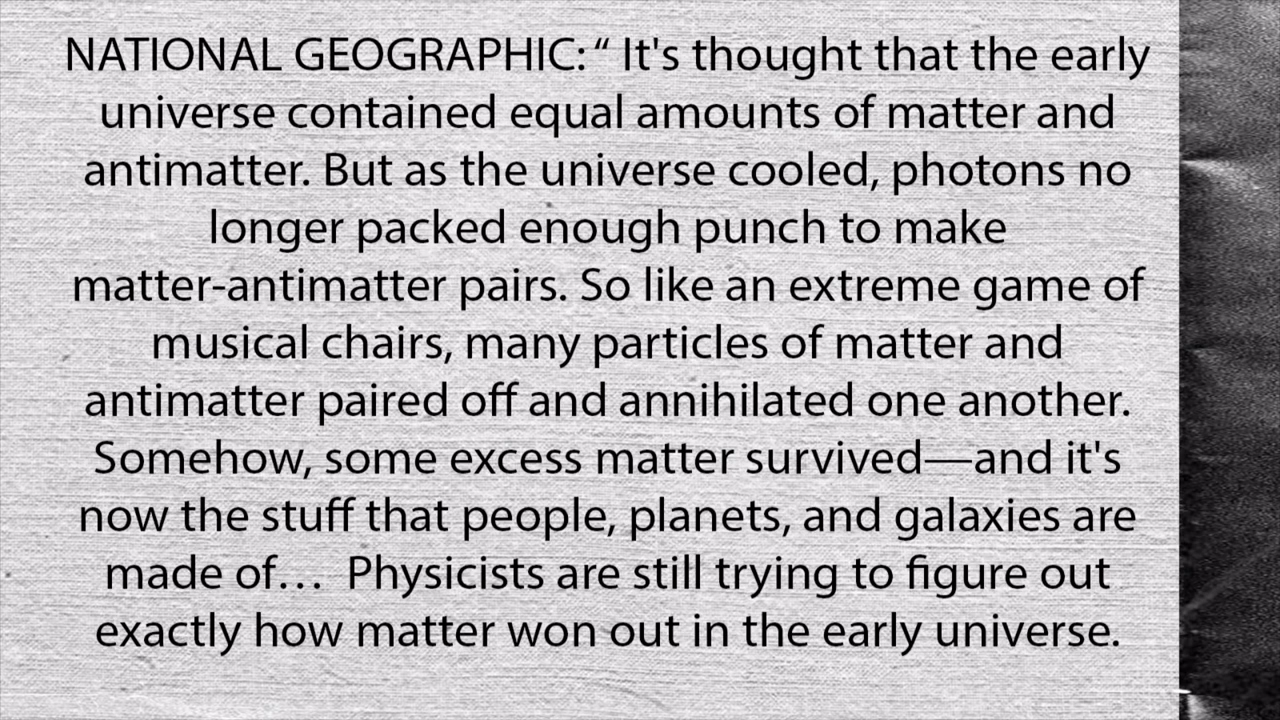 NATIONAL GEOGRAPHIC: “ It's thought that the early
universe contained equal amounts of matter and
antimatter. But as the universe cooled, photons no
longer packed enough punch to make
matter-antimatter pairs. So like an extreme game of
musical chairs, many particles of matter and
antimatter paired off and annihilated one another.
Somehow, some excess matter survived—and it's
now the stuff that people, planets, and galaxies are
made of… Physicists are still trying to figure out
exactly how matter won out in the early universe.